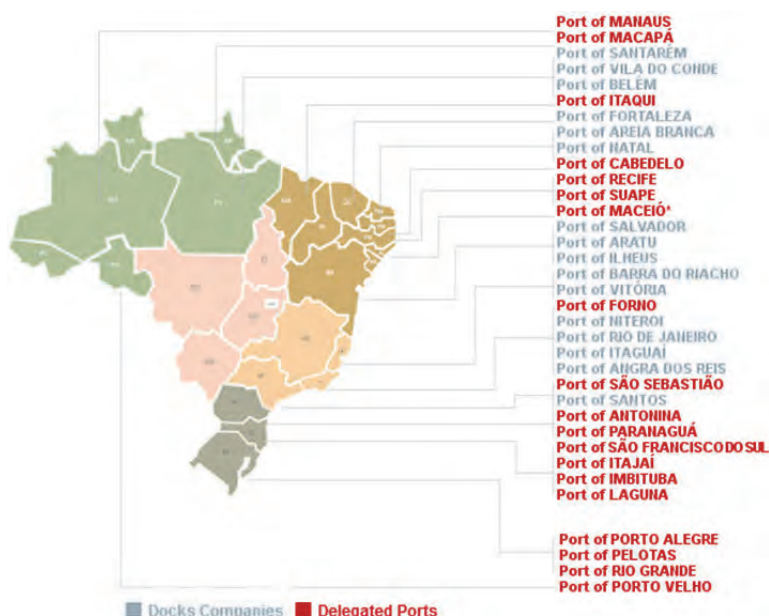 Port of MANAUS
Port of MACAPÁ
Port of SANTARÉM
Port of VILA DO CONDE
Port of BELÉM
Port of ITAQUI
Port of FORTALEZA
Port of AREIA BRANCA
Port of NATAL
Port of CABEDELO
Port of RECIFE
Port of SUAPE
Port of MACEIÓ*
Port of SALVADOR
Port of ARATU
Port of ILHEUS
Port of BARRA DO RIACHO
Port of VITÓRIA
Port of FORNO
Port of NITEROI
Port of RIO DE JANEIRO
Port of ITAGUAÍ
Port of ANGRA DOS REIS
Port of SÃO SEBASTIÃO
Port of SANTOS
Port of ANTONINA
Port of PARANAGUÁ
Port of SÃO FRANCISCO DO SUL
Port of ITAJAÍ
Port of IMBITUBA
Port of LAGUNA
Port of PORTO ALEGRE
Port of PELOTAS
Port of RIO GRANDE
Port of PORTO VELHO
Docks Companies Delegated Ports